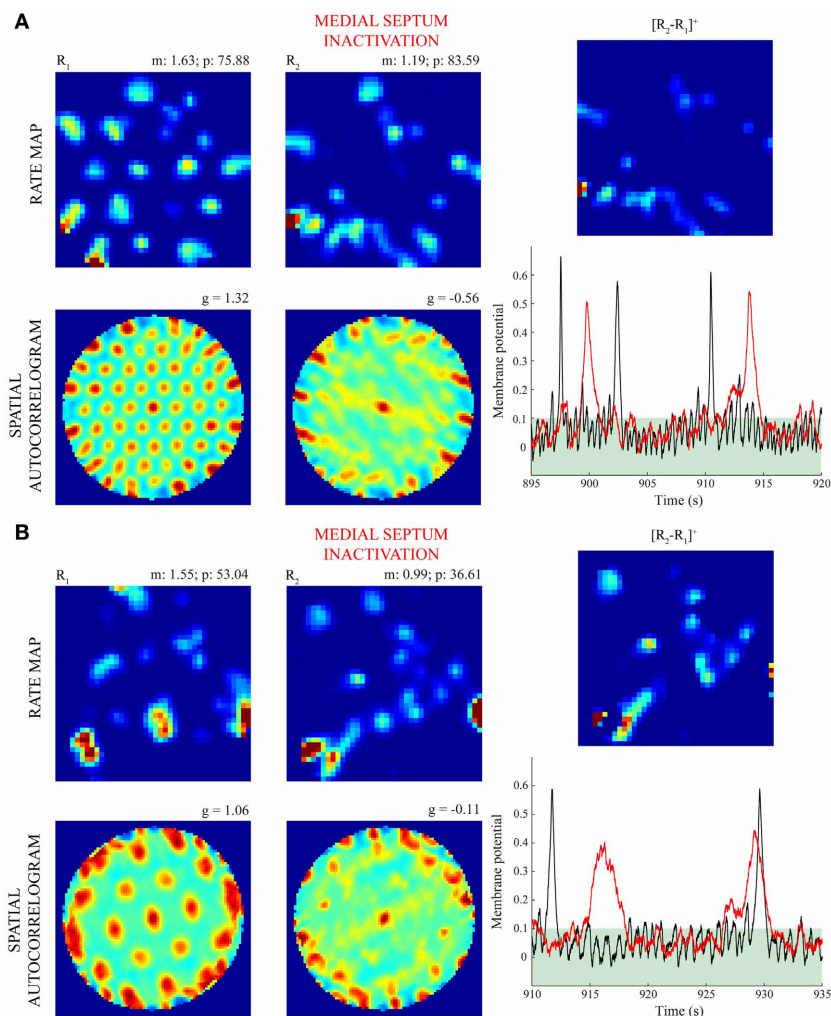 A
MEDIAL SEPTUM
INACTIVATION
[R2-R1]+
R1
m: 1.63; p: 75.88
R2
m: 1.19; p: 83.59
RATE MAP
g = 1.32
g = -0.56
SPATIAL
AUTOCORRELOGRAM
Membrane potential
0.6
0.5
0.4
0.3
0.2
0.1
0
895
900
905
910
915
920
Time (s)
B
MEDIAL SEPTUM
INACTIVATION
[R2-R1]+
R1
m: 1.55; p: 53.04
R2
m: 0.99; p: 36.61
RATE MAP
g = 1.06
g = -0.11
SPATIAL
AUTOCORRELOGRAM
Membrane potential
0.6
0.5
0.4
0.3
0.2
0.1
0
910
915
920
925
930
935
Time (s)